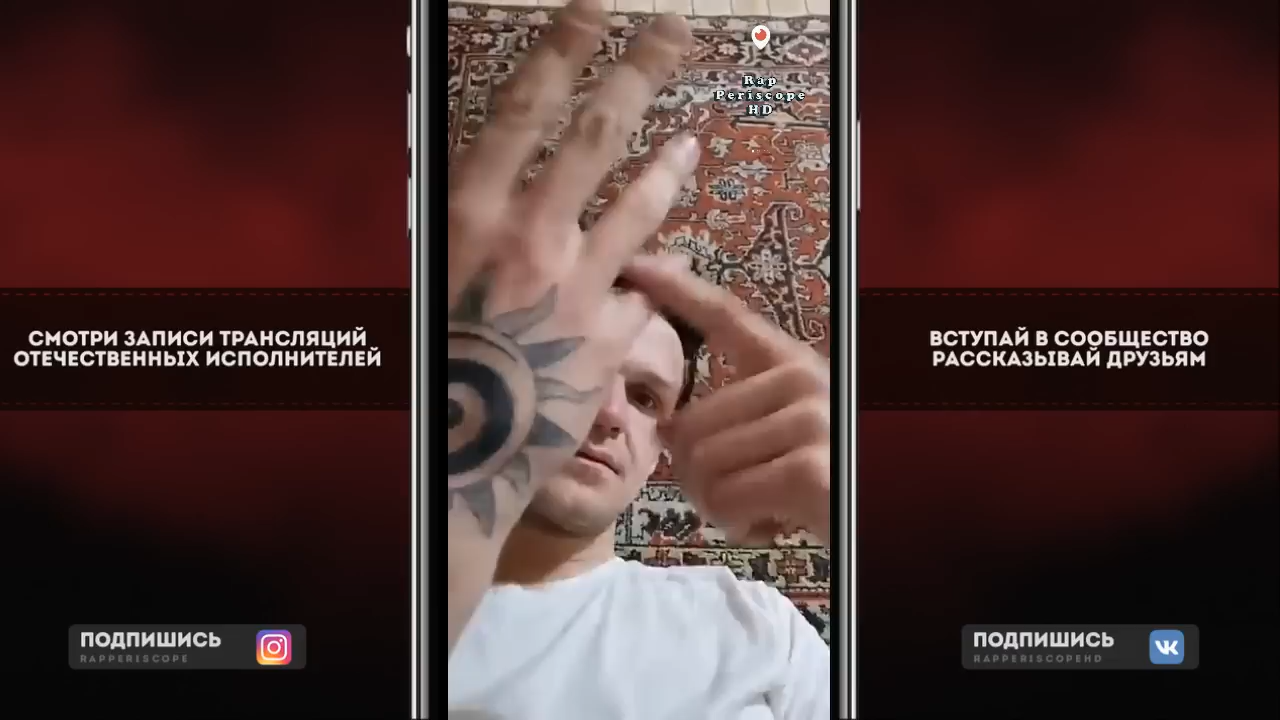 Rap
Periscope
HD
СМОТРИ ЗАПИСИ ТРАНСЛЯЦИЙ
ОТЕЧЕСТВЕННЫХ ИСПОЛНИТЕЛЕЙ
ВСТУПАЙ В СООБЩЕСТВО
РАССКАЗЫВАЙ ДРУЗЬЯМ
ПОДПИШИСЬ
RAPPERISCOPE
ПОДПИШИСЬ
RAPPERISCOPEHD